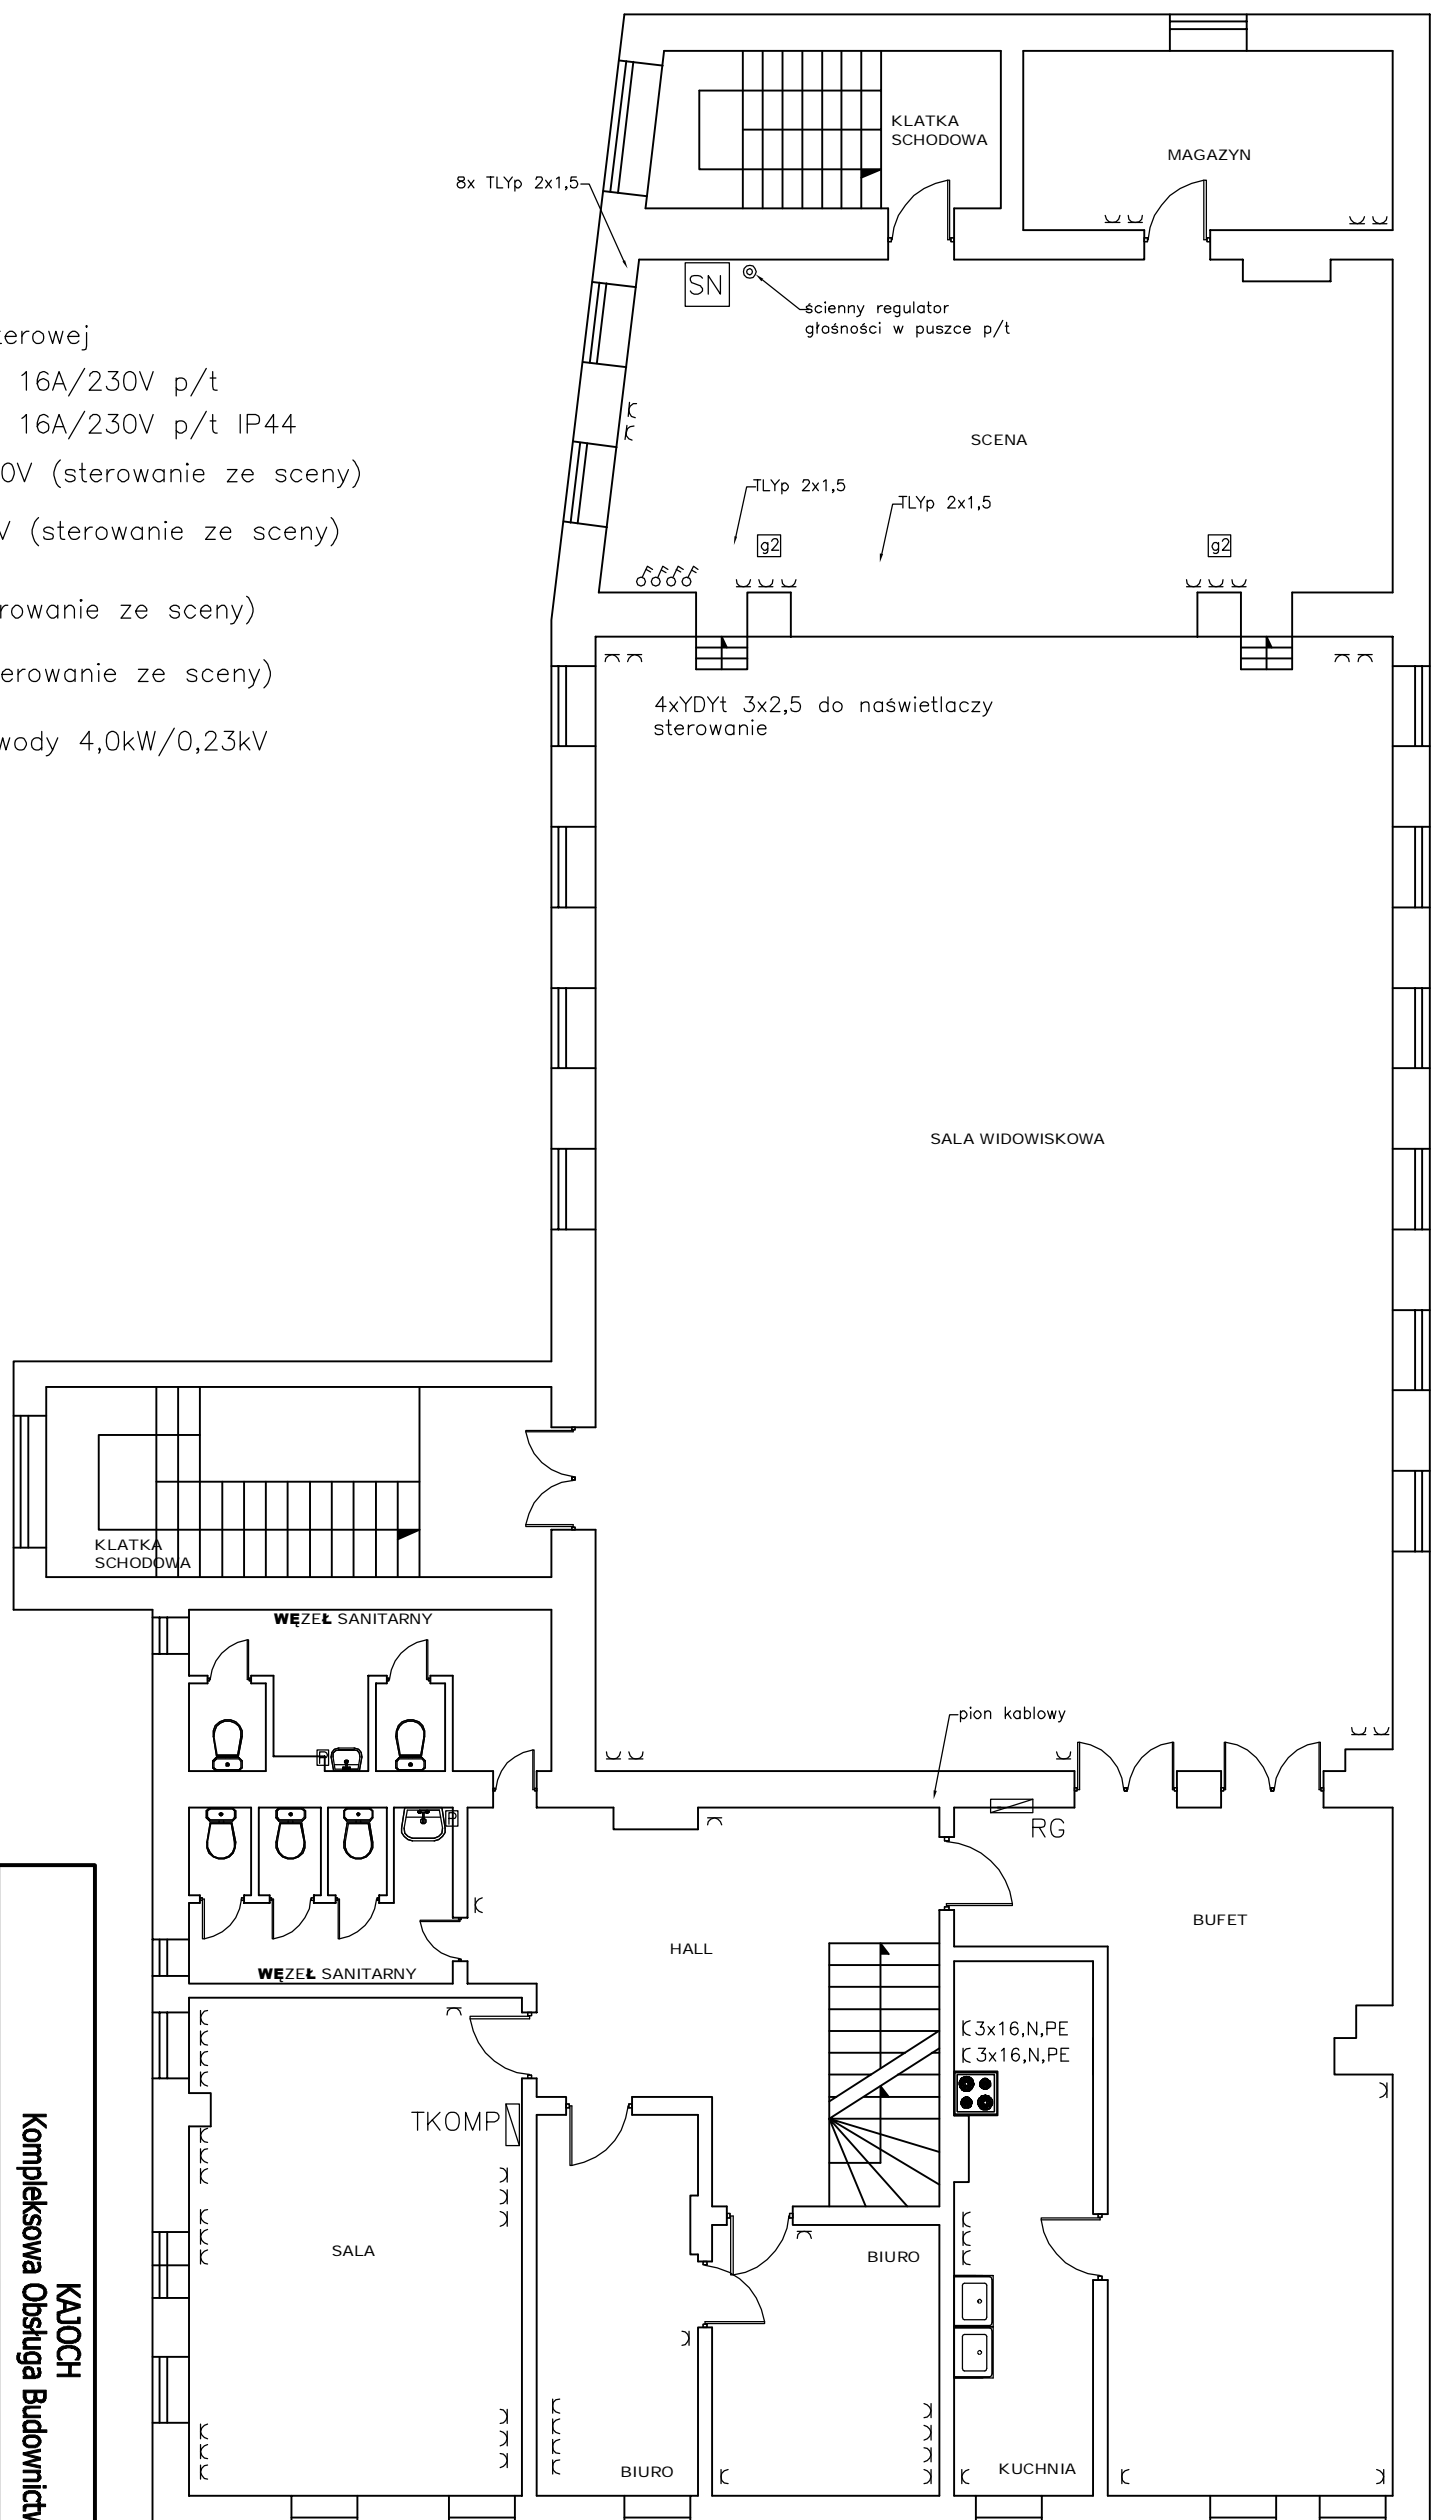 KLATKA
SCHODOWA
MAGAZYN
8x TLYp 2x1,5
SN
ścienny regulator
głośności w puszce p/t
terowej
16A/230V p/t
16A/230V p/t IP44
0V (sterowanie ze sceny)
V (sterowanie ze sceny)
rowanie ze sceny)
erowanie ze sceny)
wody 4,0kW/0,23kV
SCENA
TLYp 2x1,5
TLYp 2x1,5
g2
g2
4xYDYt 3x2,5 do naświetlaczy
sterowanie
SALA WIDOWISKOWA
KLATKA
SCHODOWA
WĘZEŁ SANITARNY
pion kablowy
P
P
RG
BUFET
HALL
WĘZEŁ SANITARNY
3x16,N,PE
3x16,N,PE
TKOMP
SALA
BIURO
BIURO
KUCHNIA
KAJOCH
Kompleksowa Obsługa Budownictw